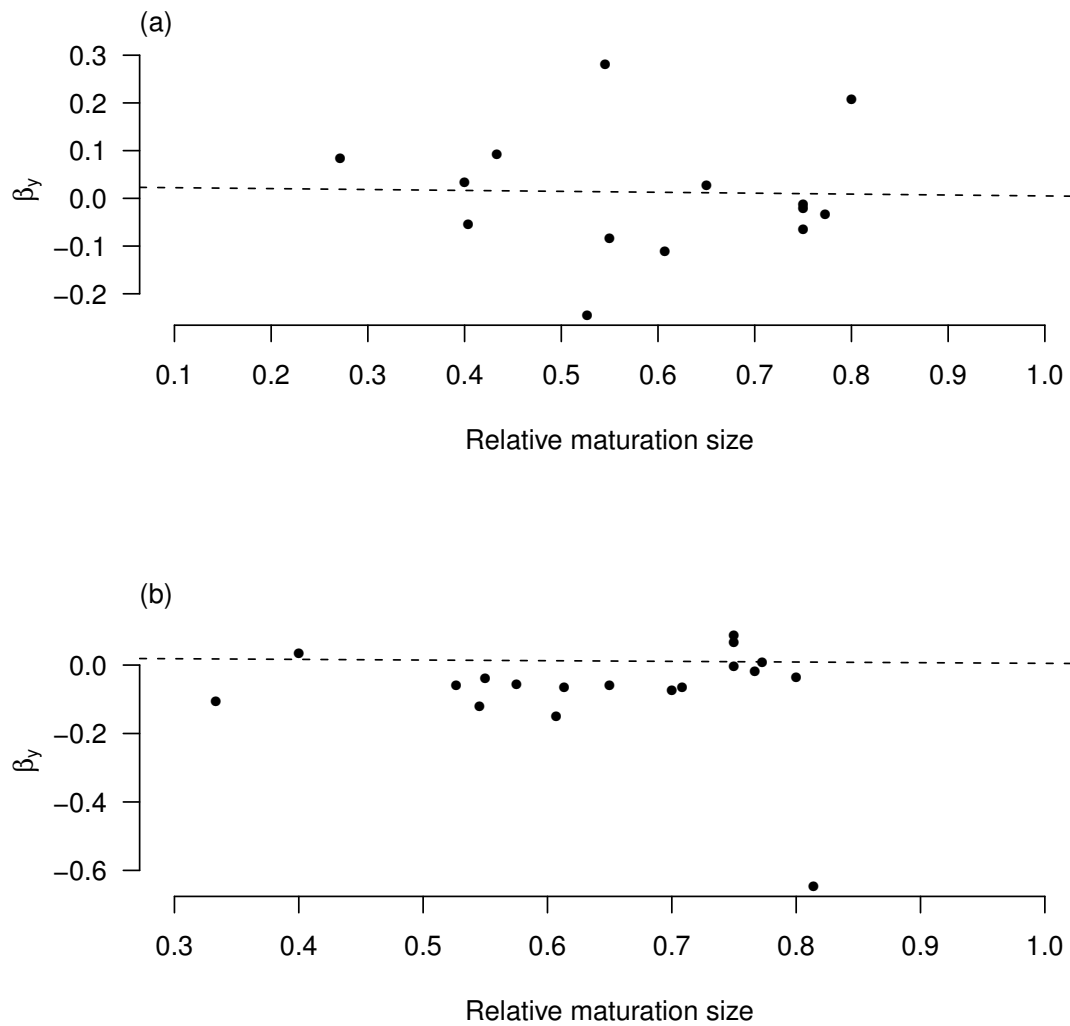 (a)
0.3
0.2
0.1
0.0
−0.1
−0.2
βy
0.1 0.2 0.3 0.4 0.5 0.6 0.7 0.8 0.9 1.0
Relative maturation size
(b)
0.0
−0.2
−0.4
−0.6
βy
0.3 0.4 0.5 0.6 0.7 0.8 0.9 1.0
Relative maturation size